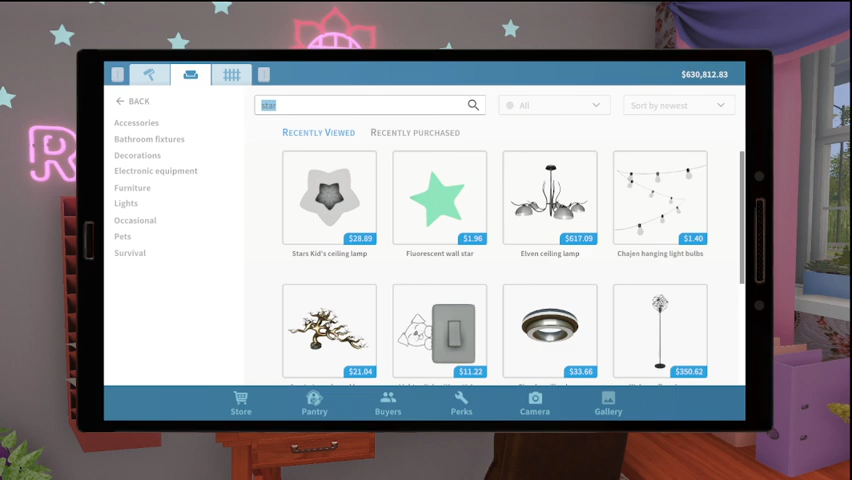 $630,812.83
BACK
star
All
Sort by newest
Accessories
Bathroom fixtures
Decorations
Electronic equipment
Furniture
Lights
Occasional
Pets
Survival
RECENTLY VIEWED
RECENTLY PURCHASED
$28.89
$1.96
$617.09
$1.40
Stars Kid's ceiling lamp
Fluorescent wall star
Elven ceiling lamp
Chajen hanging light bulbs
$21.04
$11.22
$33.66
$350.62
Store
Pantry
Buyers
Perks
Camera
Gallery
R